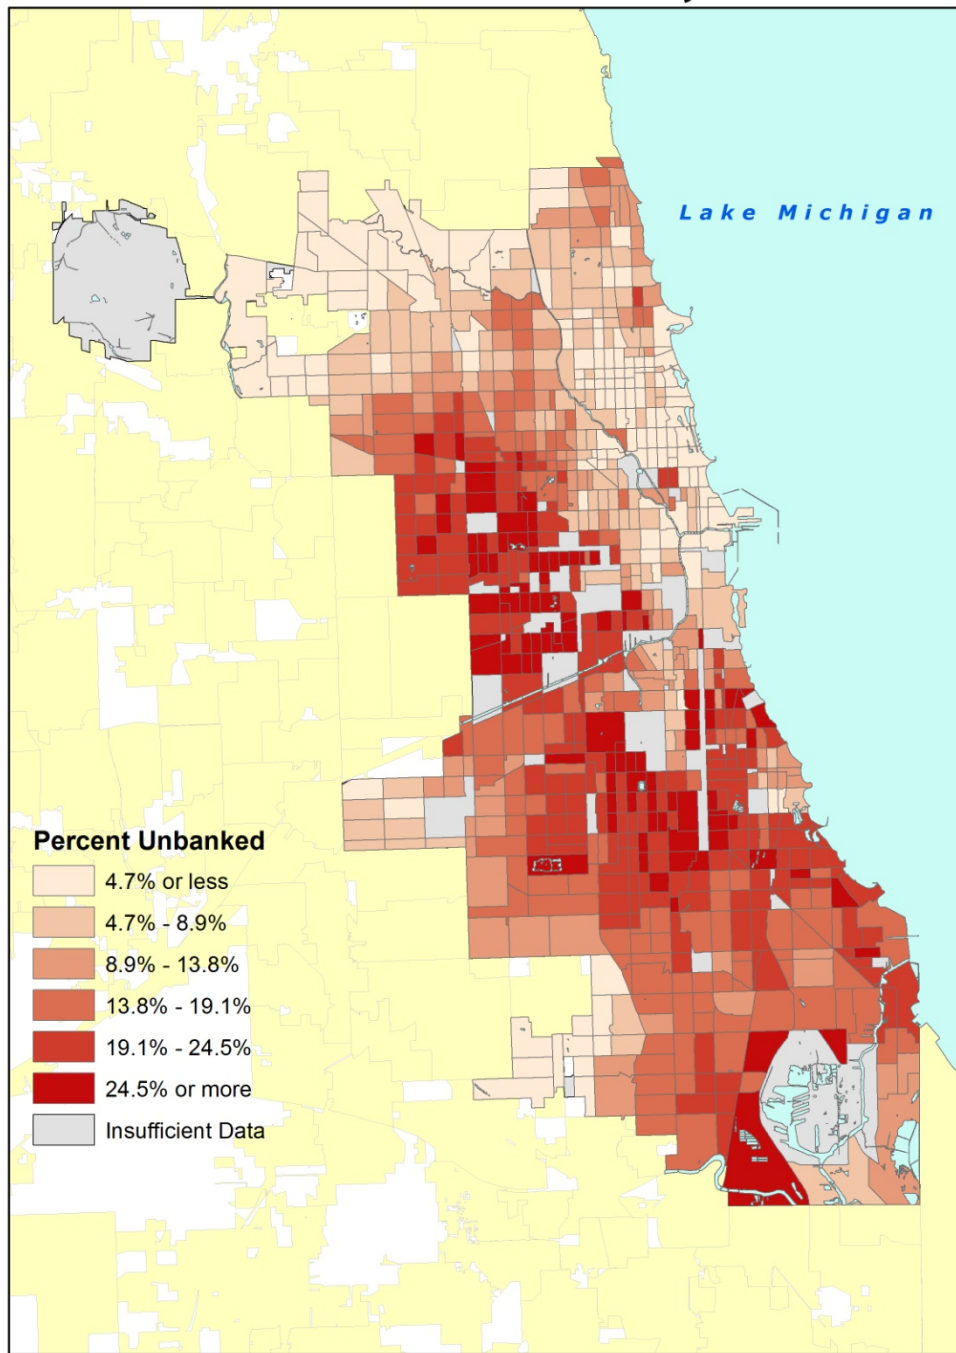 Lake Michigan
Percent Unbanked
4.7% or less
4.7% - 8.9%
8.9% - 13.8%
13.8% - 19.1%
19.1% - 24.5%
24.5% or more
Insufficient Data